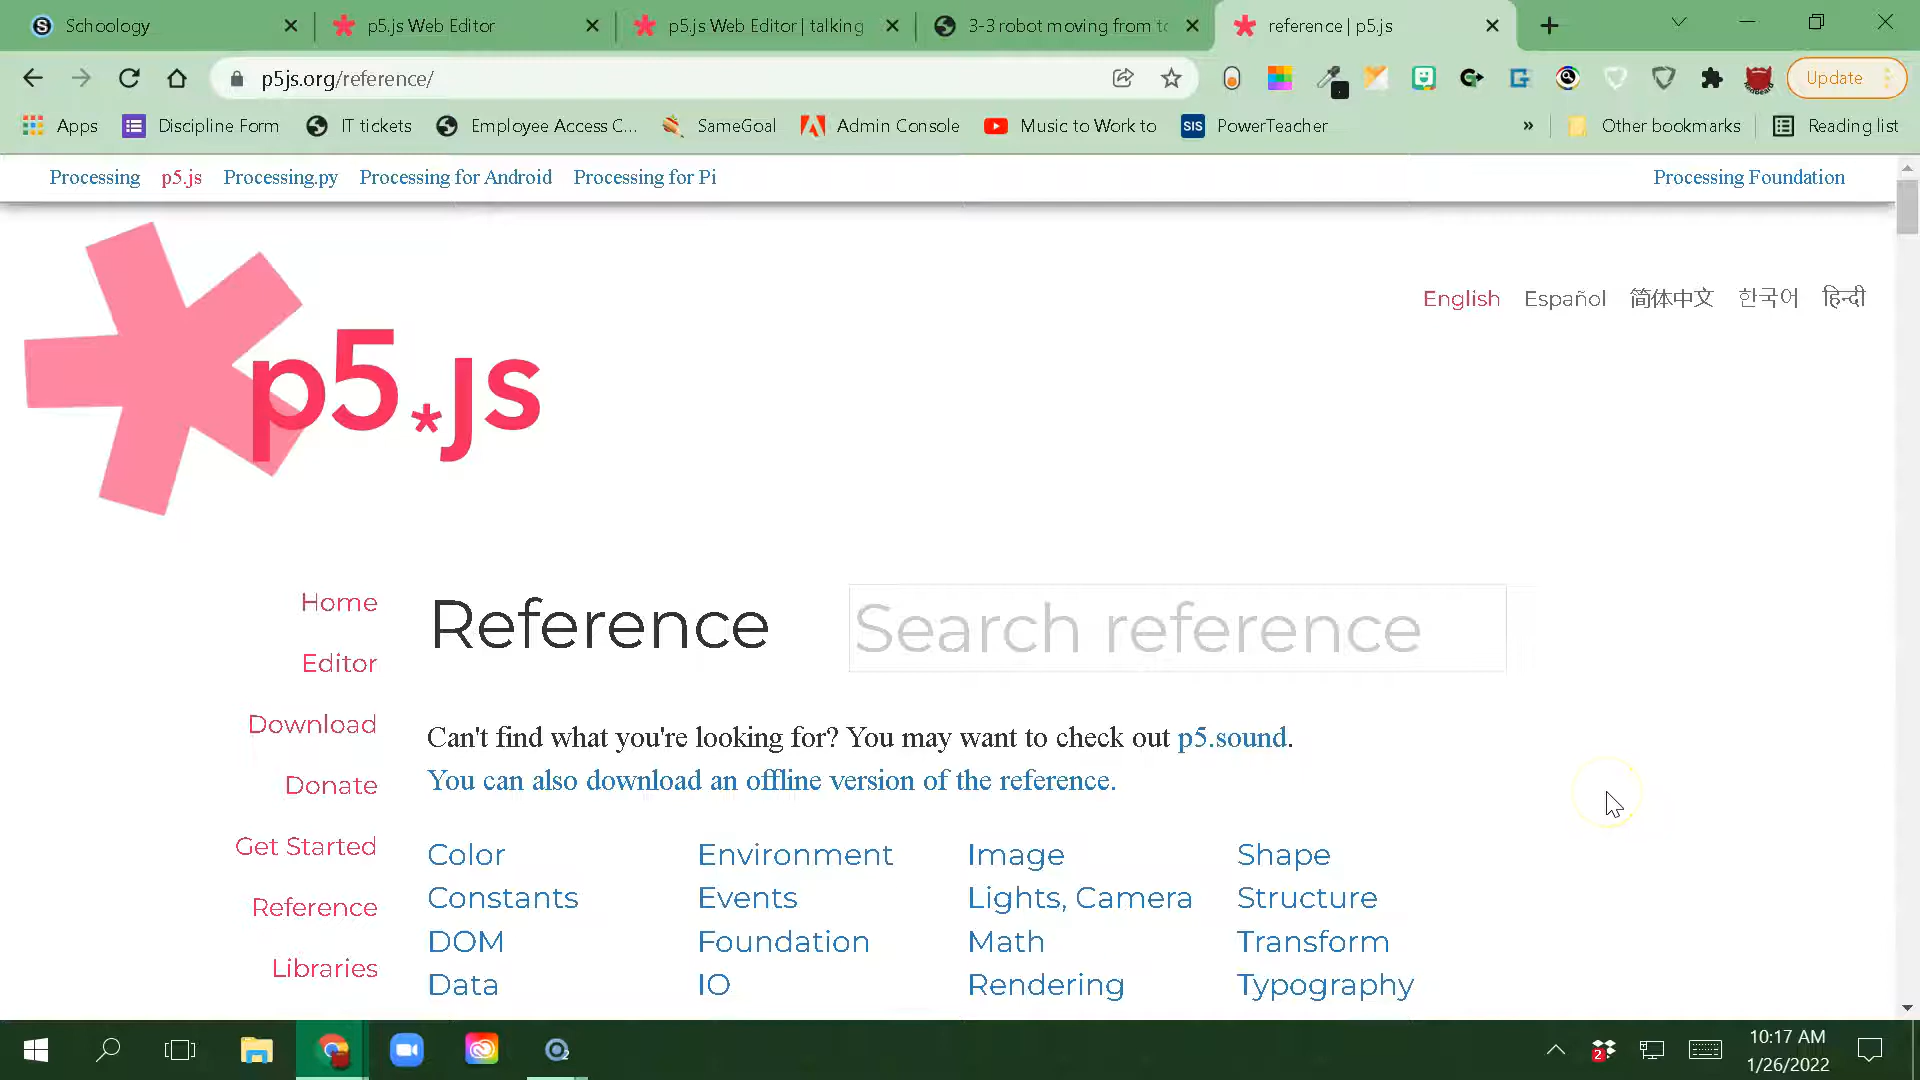 Schoology
p5.js Web Editor
p5.js Web Editor | talking
3-3 robot moving from to
reference | p5.js
p5js.org/reference/
Update
Apps
Discipline Form
IT tickets
Employee Access C...
SameGoal
Admin Console
Music to Work to
SIS
PowerTeacher
»
Other bookmarks
Reading list
Processing
p5.js
Processing.py
Processing for Android
Processing for Pi
Processing Foundation
p5*js
English
Español
简体中文
한국어
हिन्दी
Home
Editor
Download
Donate
Get Started
Reference
Libraries
Reference
Search reference
Can't find what you're looking for? You may want to check out p5.sound.
You can also download an offline version of the reference.
Color
Environment
Image
Shape
Constants
Events
Lights, Camera
Structure
DOM
Foundation
Math
Transform
Data
IO
Rendering
Typography
2
2
10:17 AM
1/26/2022